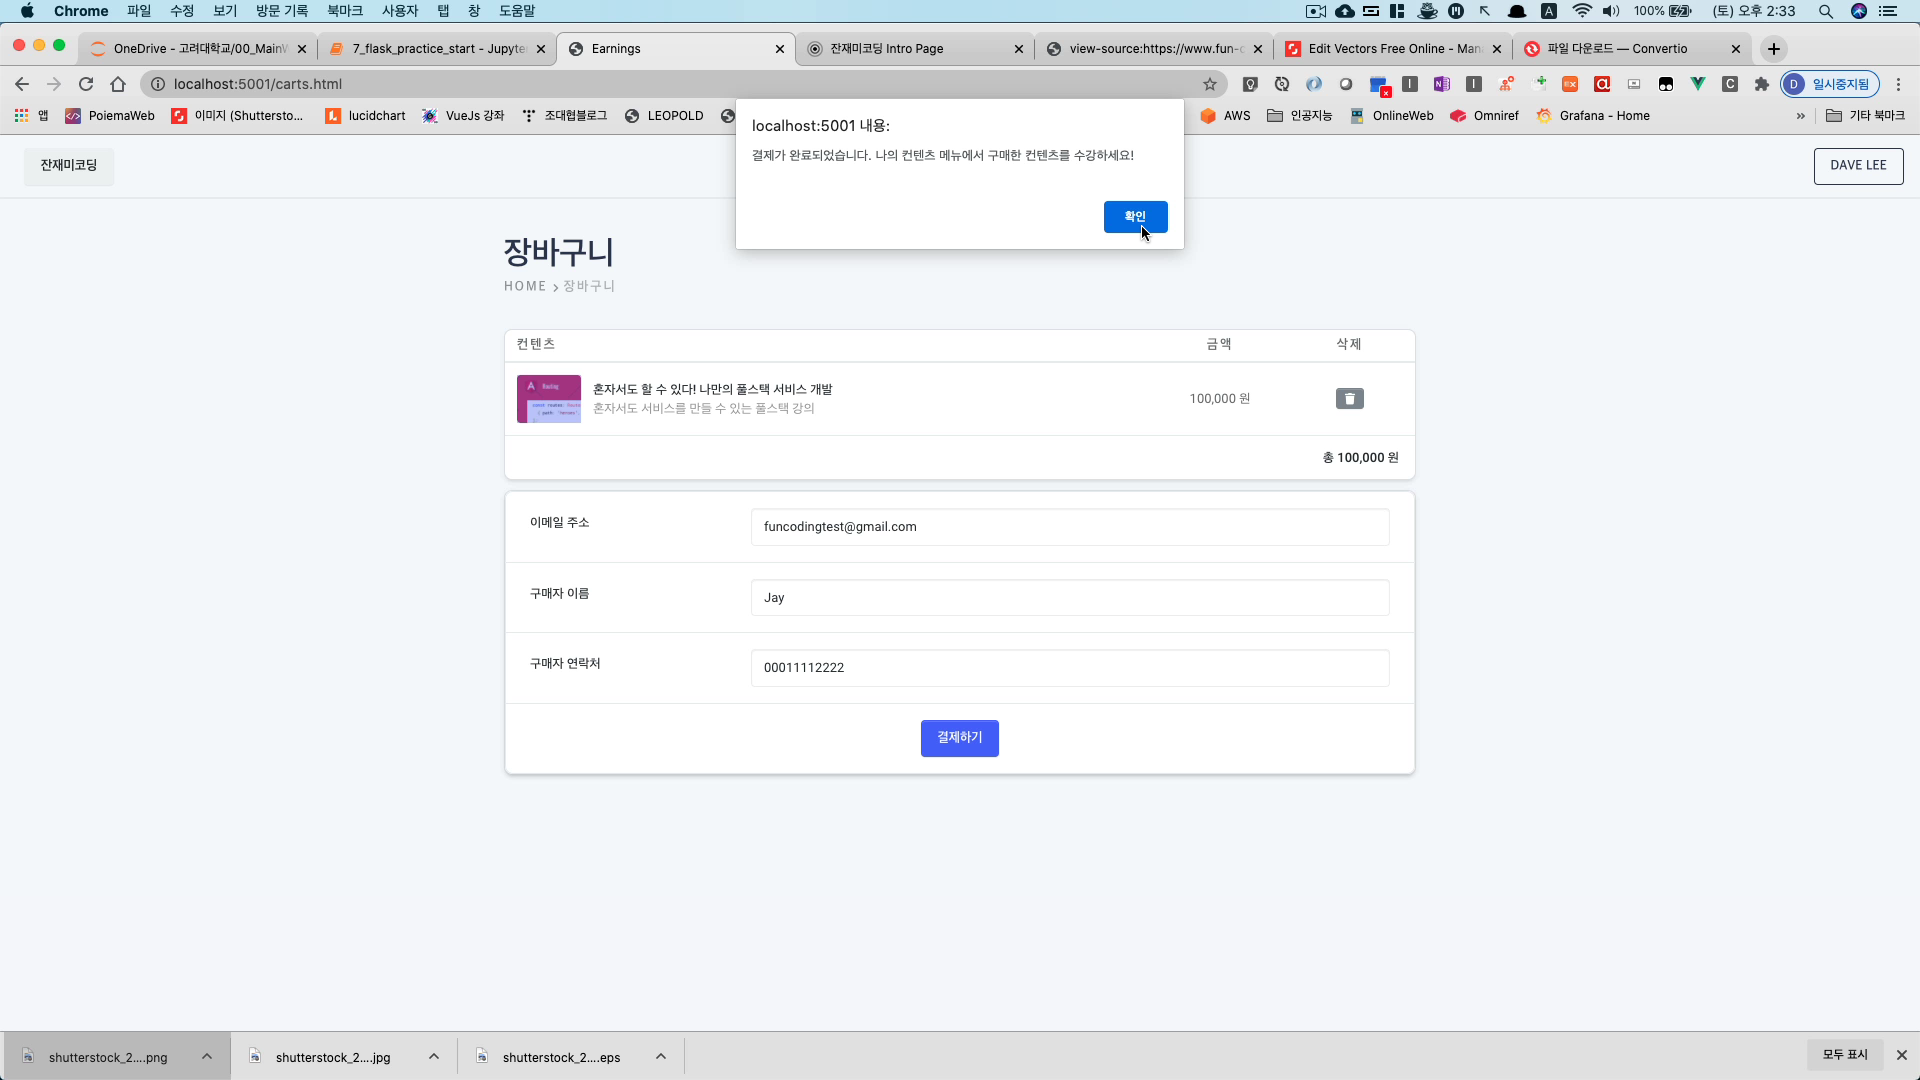 Chrome 파일 수정 보기 방문 기록 북마크 사용자 탭 창 도움말 100% (토) 오후 2:33
OneDrive - 고려대학교/00_Main 7_flask_practice_start - Jupyte Earnings 잔재미코딩 Intro Page view-source:https://www.fun-c Edit Vectors Free Online - Man 파일 다운로드 — Convertio
localhost:5001/carts.html D 일시중지됨
앱 PoiemaWeb 이미지 (Shuttersto... lucidchart VueJs 강좌 조대협블로그 LEOPOLD AWS 인공지능 OnlineWeb Omniref Grafana - Home » 기타 북마크
localhost:5001 내용:
결제가 완료되었습니다. 나의 컨텐츠 메뉴에서 구매한 컨텐츠를 수강하세요!
확인
잔재미코딩 DAVE LEE
장바구니
HOME > 장바구니
컨텐츠 금액 삭제
혼자서도 할 수 있다! 나만의 풀스택 서비스 개발
혼자서도 서비스를 만들 수 있는 풀스택 강의
100,000 원
총 100,000 원
이메일 주소 funcodingtest@gmail.com
구매자 이름 Jay
구매자 연락처 00011112222
결제하기
shutterstock_2....png shutterstock_2....jpg shutterstock_2....eps 모두 표시